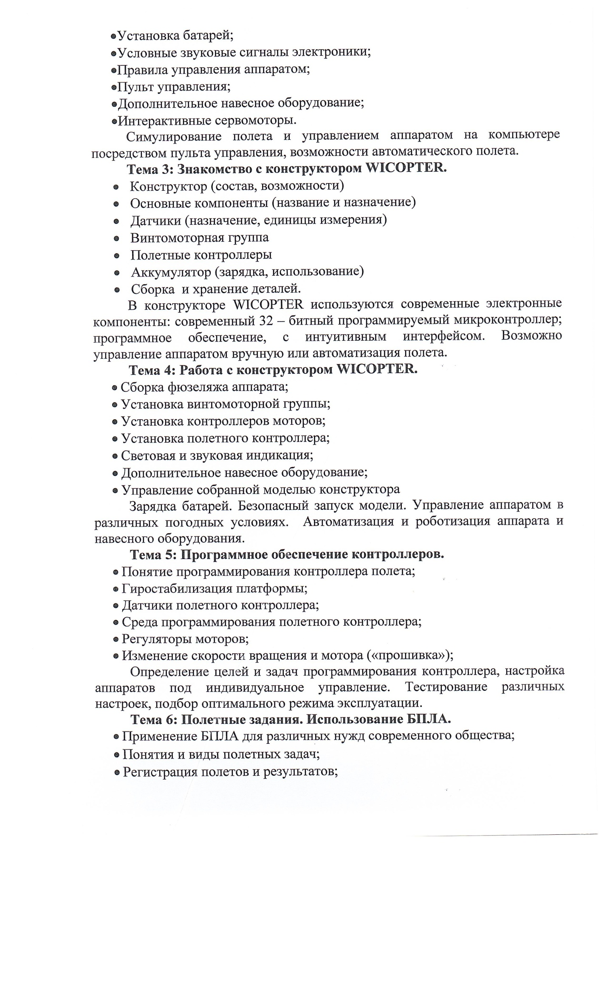 •Установка батарей;
•Условные звуковые сигналы электроники;
•Правила управления аппаратом;
•Пульт управления;
•Дополнительное навесное оборудование;
•Интерактивные сервомоторы.
Симулирование полета и управлением аппаратом на компьютере
посредством пульта управления, возможности автоматического полета.
Тема 3: Знакомство с конструктором WICOPTER.
• Конструктор (состав, возможности)
• Основные компоненты (название и назначение)
• Датчики (назначение, единицы измерения)
• Винтомоторная группа
• Полетные контроллеры
• Аккумулятор (зарядка, использование)
• Сборка и хранение деталей.
В конструкторе WICOPTER используются современные электронные
компоненты: современный 32 – битный программируемый микроконтроллер;
программное обеспечение, с интуитивным интерфейсом. Возможно
управление аппаратом вручную или автоматизация полета.
Тема 4: Работа с конструктором WICOPTER.
• Сборка фюзеляжа аппарата;
• Установка винтомоторной группы;
• Установка контроллеров моторов;
• Установка полетного контроллера;
• Световая и звуковая индикация;
• Дополнительное навесное оборудование;
• Управление собранной моделью конструктора
Зарядка батарей. Безопасный запуск модели. Управление аппаратом в
различных погодных условиях. Автоматизация и роботизация аппарата и
навесного оборудования.
Тема 5: Программное обеспечение контроллеров.
• Понятие программирования контроллера полета;
• Гиростабилизация платформы;
• Датчики полетного контроллера;
• Среда программирования полетного контроллера;
• Регуляторы моторов;
• Изменение скорости вращения и мотора («прошивка»);
Определение целей и задач программирования контроллера, настройка
аппаратов под индивидуальное управление. Тестирование различных
настроек, подбор оптимального режима эксплуатации.
Тема 6: Полетные задания. Использование БПЛА.
• Применение БПЛА для различных нужд современного общества;
• Понятия и виды полетных задач;
• Регистрация полетов и результатов;